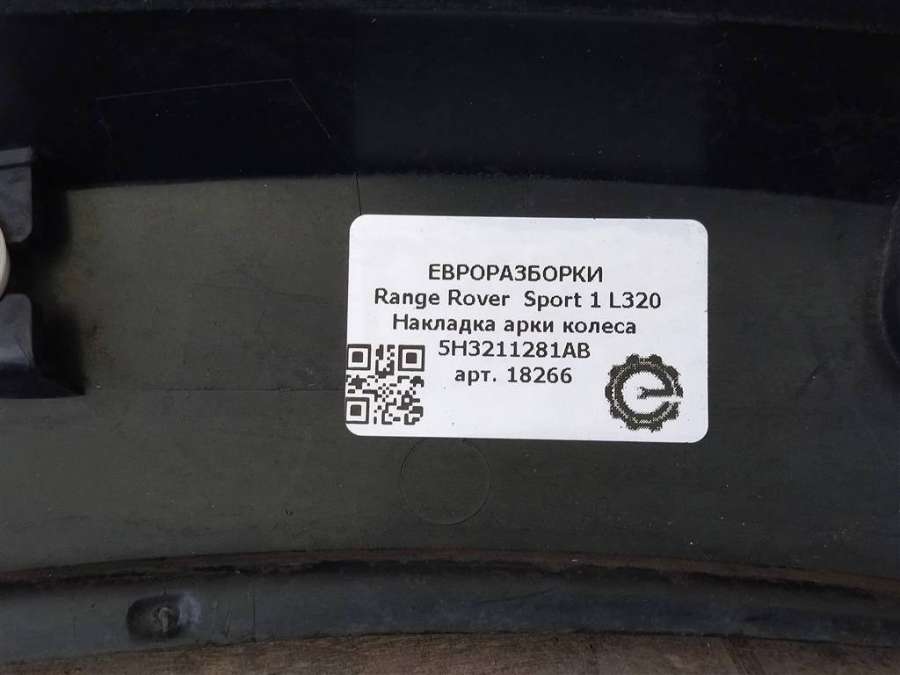 ЕВРОРАЗБОРКИ
Range Rover Sport 1 L320
Накладка арки колеса
5H3211281AB
арт. 18266